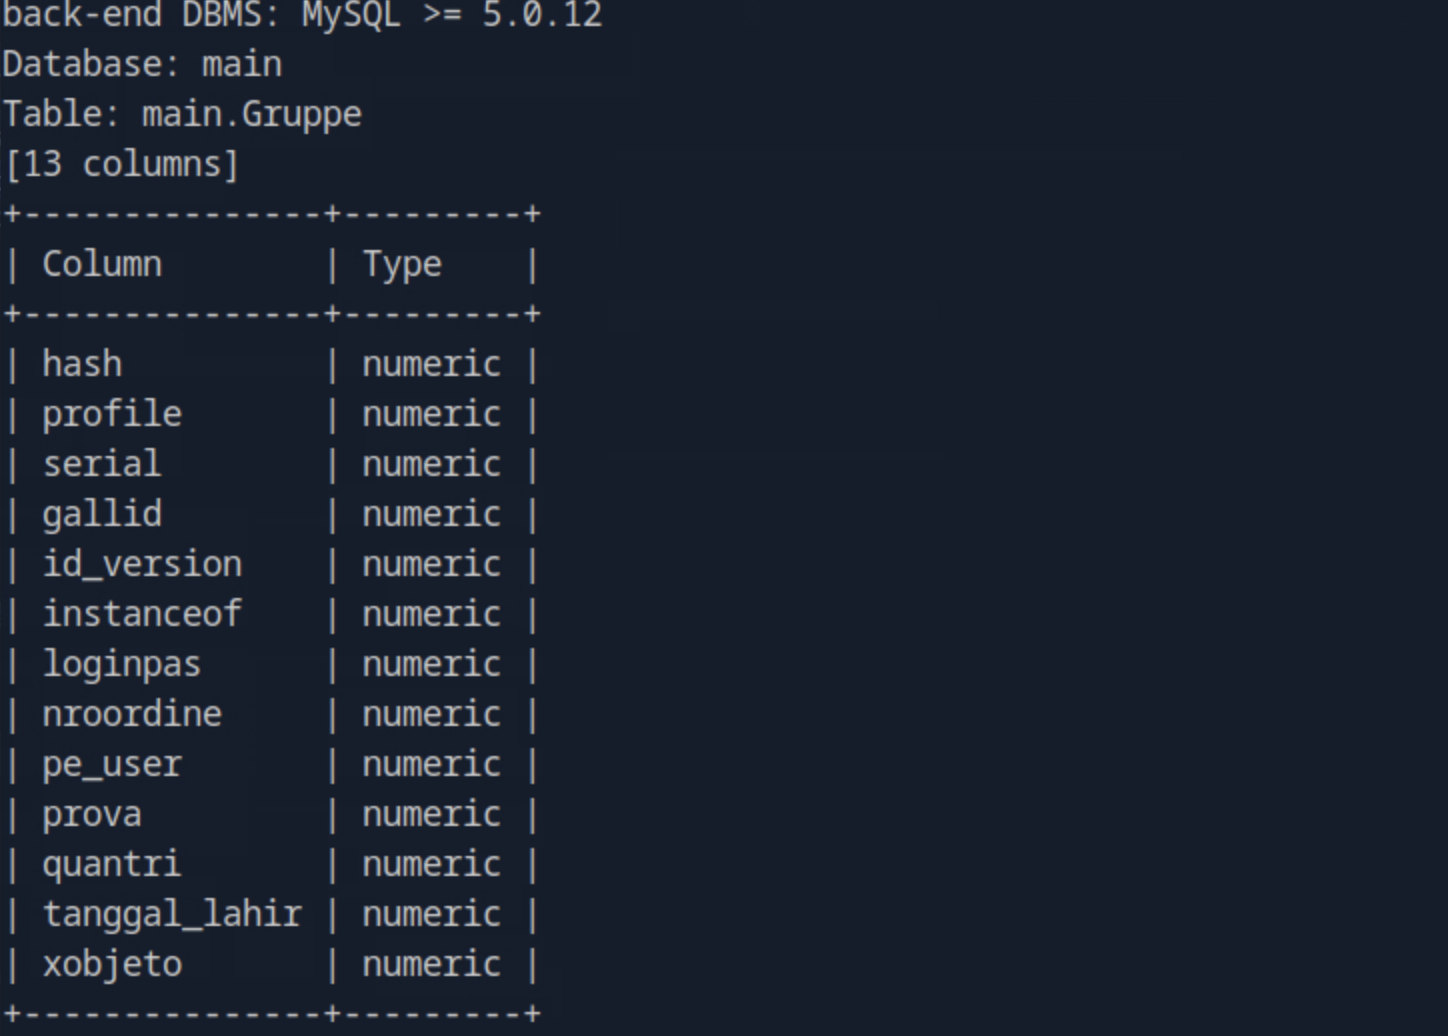 back-end DBMS: MySQL >= 5.0.12
Database: main
Table: main.Gruppe
[13 columns]
+---------------+---------+
| Column        | Type    |
+---------------+---------+
| hash          | numeric |
| profile       | numeric |
| serial        | numeric |
| gallid        | numeric |
| id_version    | numeric |
| instanceof    | numeric |
| loginpas      | numeric |
| nroordine     | numeric |
| pe_user       | numeric |
| prova         | numeric |
| quantri       | numeric |
| tanggal_lahir | numeric |
| xobjeto       | numeric |
+---------------+---------+